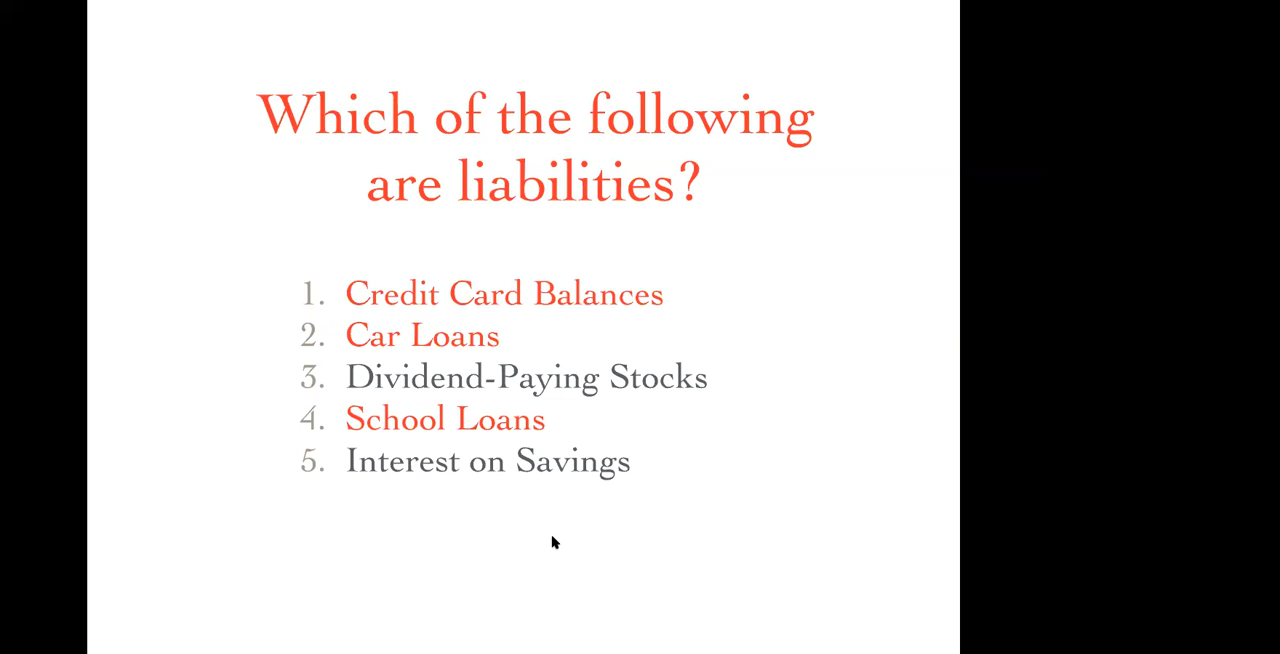 Which of the following
are liabilities?
1. Credit Card Balances
2. Car Loans
3. Dividend-Paying Stocks
4. School Loans
5. Interest on Savings